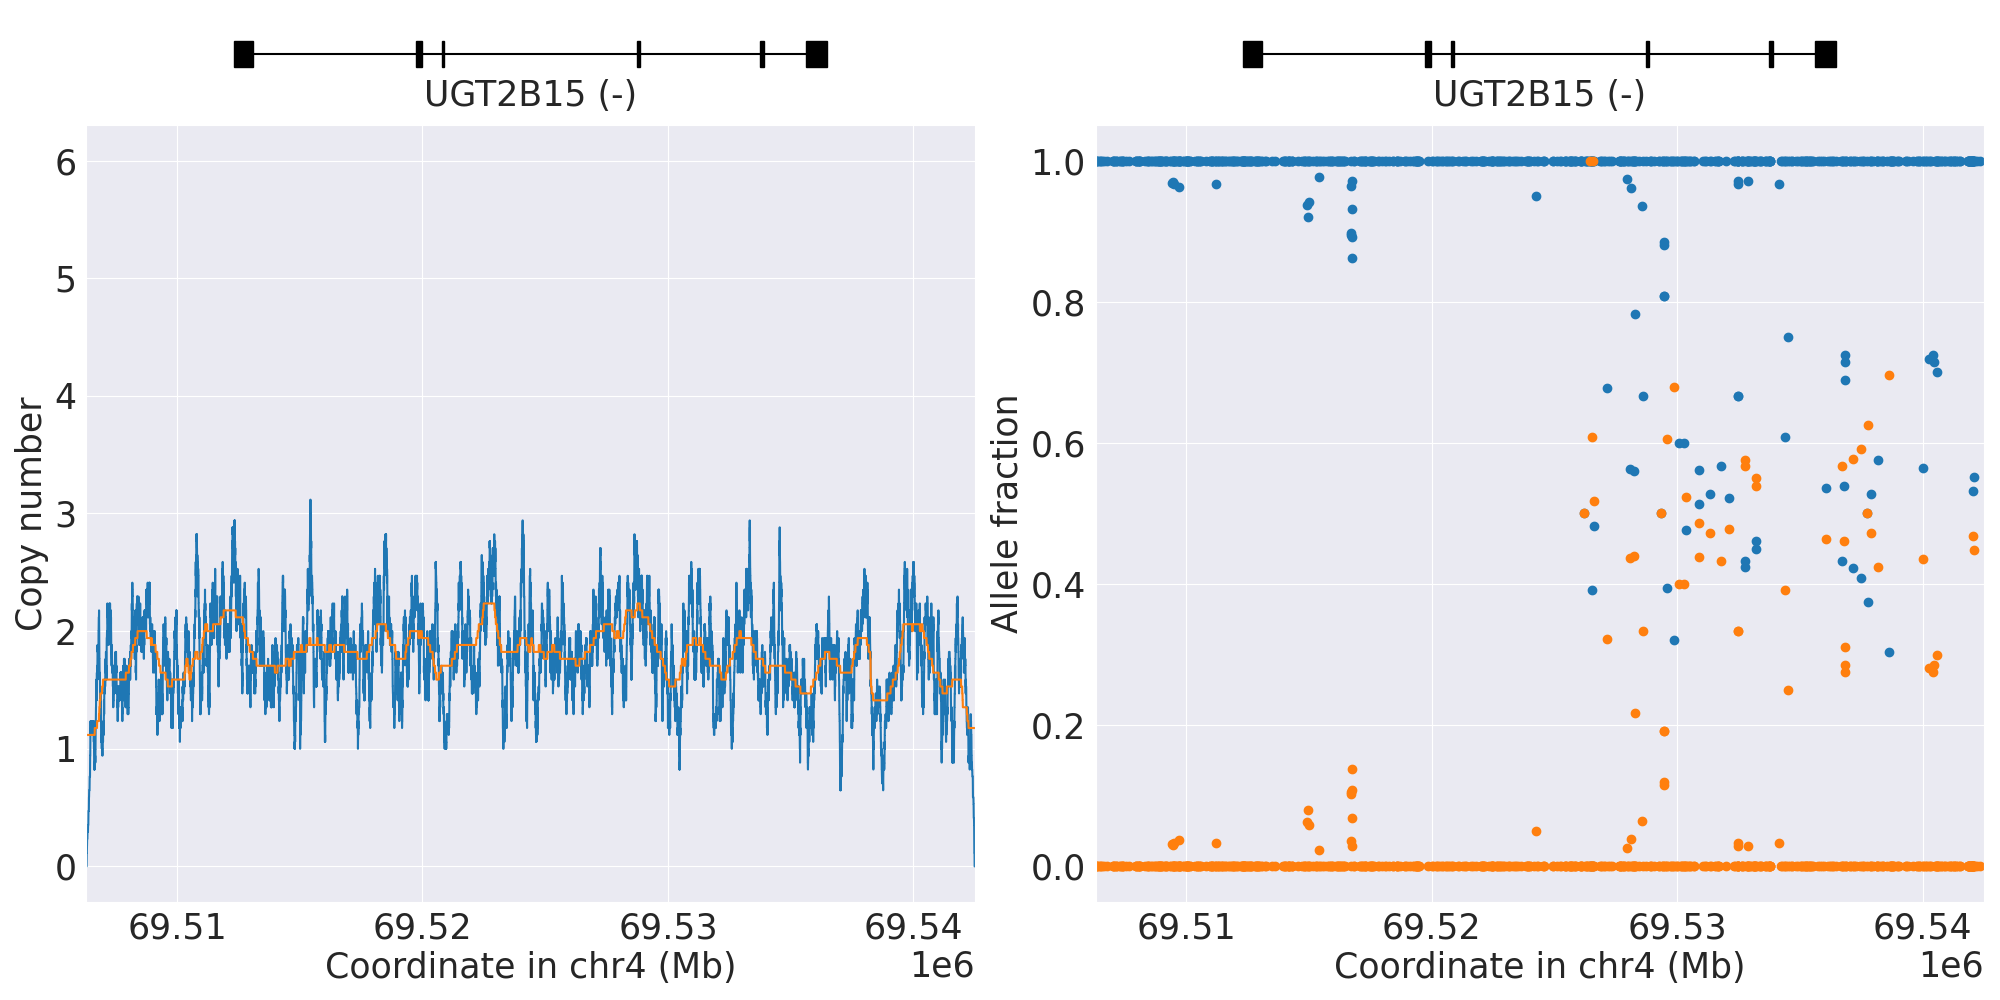 UGT2B15 (-)
6
5
4
3
2
1
0
Copy number
69.51 69.52 69.53 69.54
Coordinate in chr4 (Mb)
1e6
UGT2B15 (-)
1.0
0.8
0.6
0.4
0.2
0.0
Allele fraction
69.51 69.52 69.53 69.54
Coordinate in chr4 (Mb)
1e6